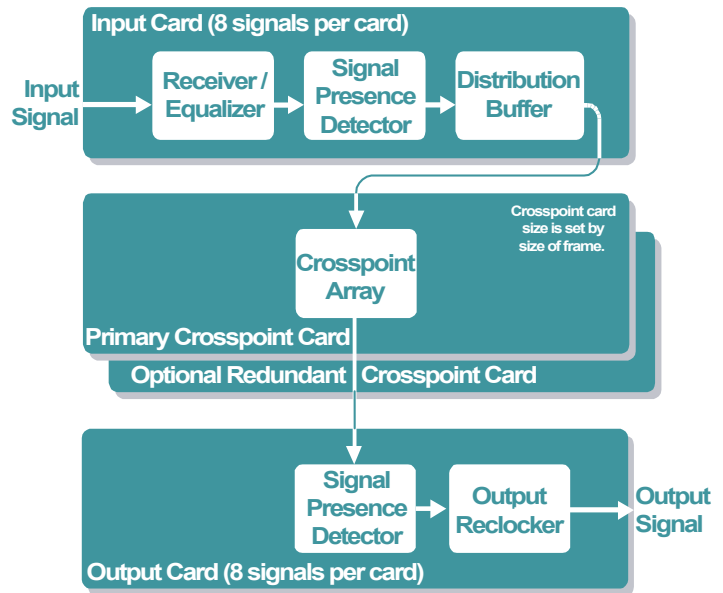 Input Card (8 signals per card)
Input
Signal
Receiver /
Equalizer
Signal
Presence
Detector
Distribution
Buffer
Crosspoint card
size is set by
size of frame.
Crosspoint
Array
Primary Crosspoint Card
Optional Redundant Crosspoint Card
Signal
Presence
Detector
Output
Reclocker
Output
Signal
Output Card (8 signals per card)